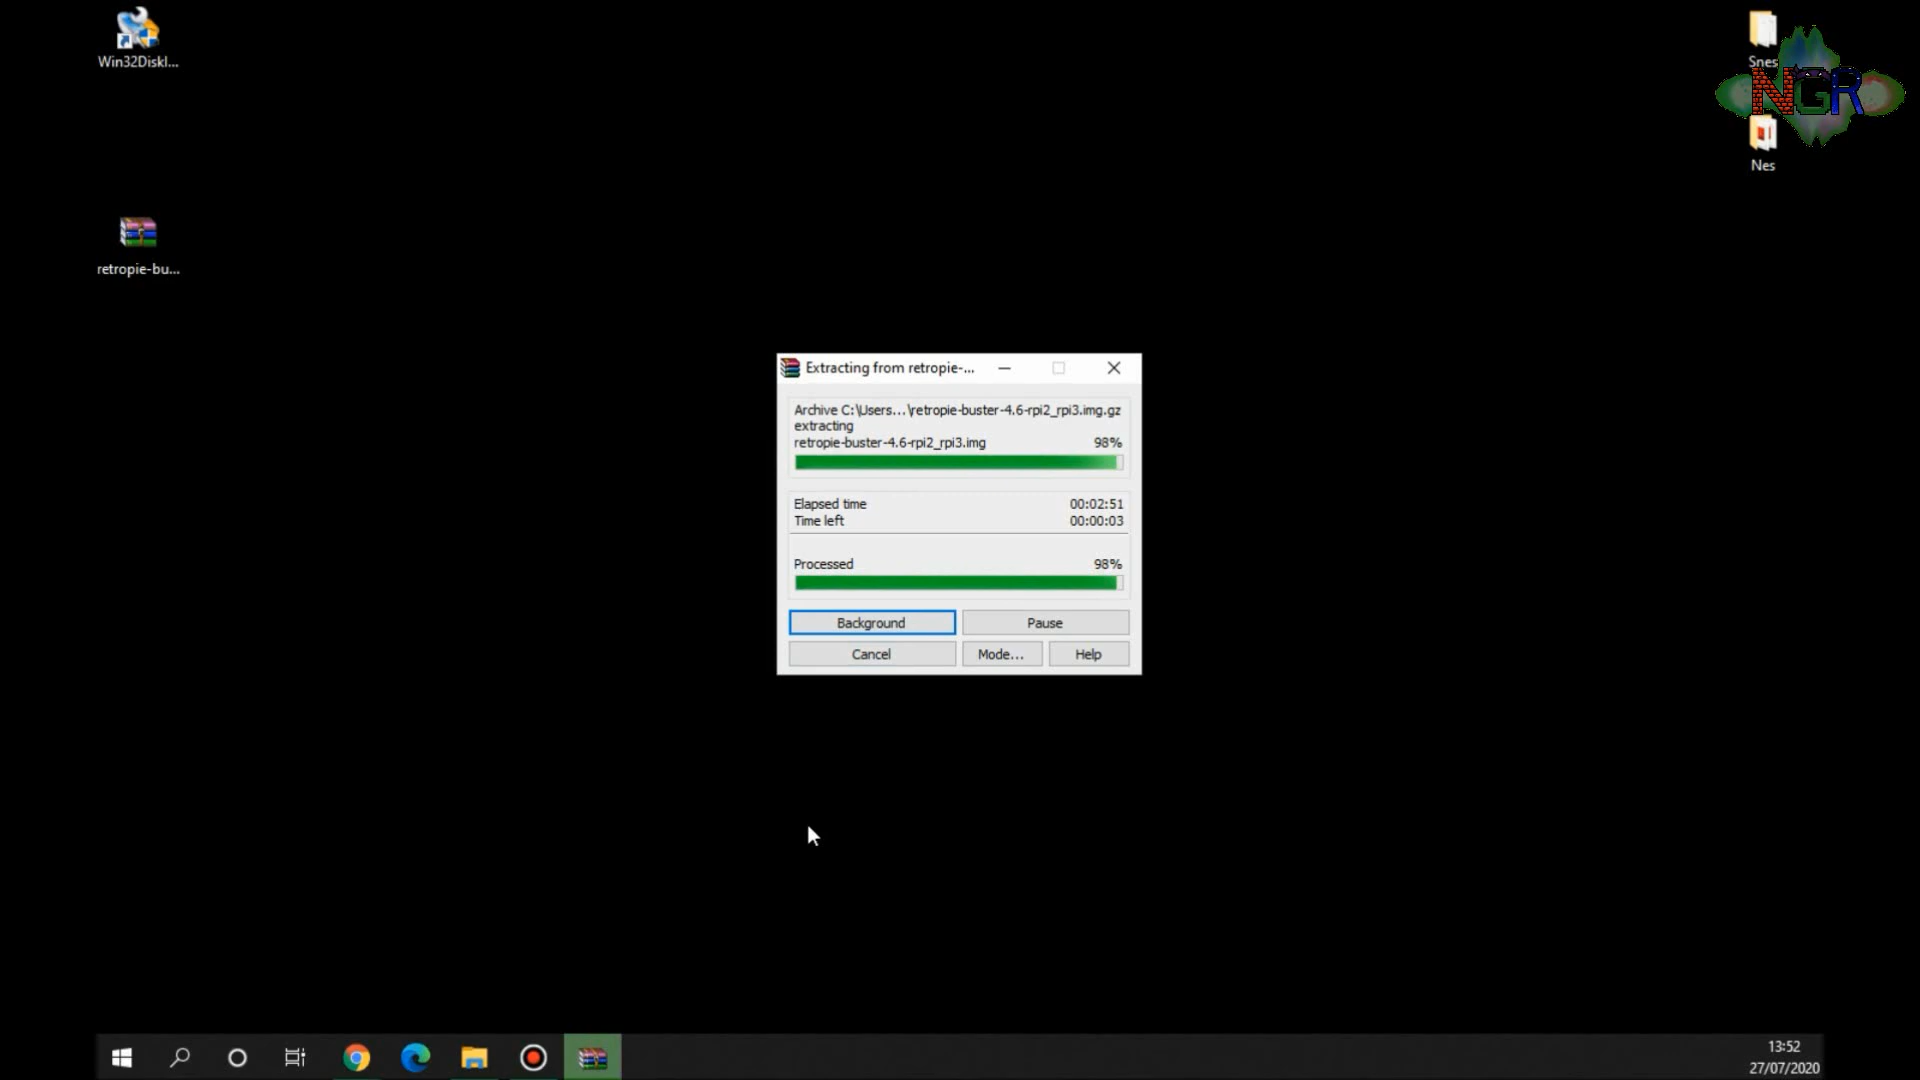 Win32DiskI...
Snes
NGR
Nes
retropie-bu...
Extracting from retropie-...
Archive C:\Users...\retropie-buster-4.6-rpi2_rpi3.img.gz
extracting
retropie-buster-4.6-rpi2_rpi3.img 98%
Elapsed time 00:02:51
Time left 00:00:03
Processed 98%
Background Pause
Cancel Mode... Help
13:52
27/07/2020